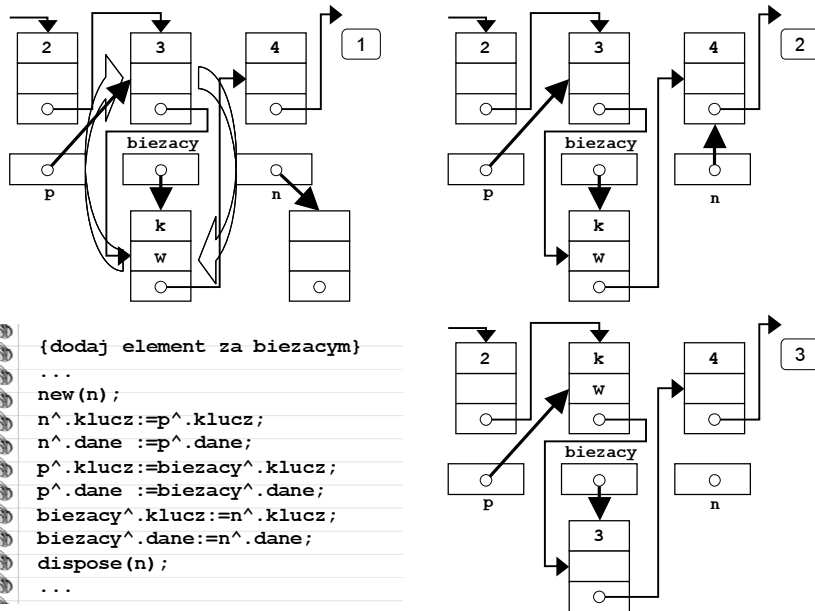 2 3 4 1
biezacy
p n
k
w
2 3 4 2
biezacy
p n
k
w
{dodaj element za biezacym}
...
new(n);
n^.klucz:=p^.klucz;
n^.dane :=p^.dane;
p^.klucz:=biezacy^.klucz;
p^.dane :=biezacy^.dane;
biezacy^.klucz:=n^.klucz;
biezacy^.dane:=n^.dane;
dispose(n);
...
2 k 4 3
w
biezacy
p n
3